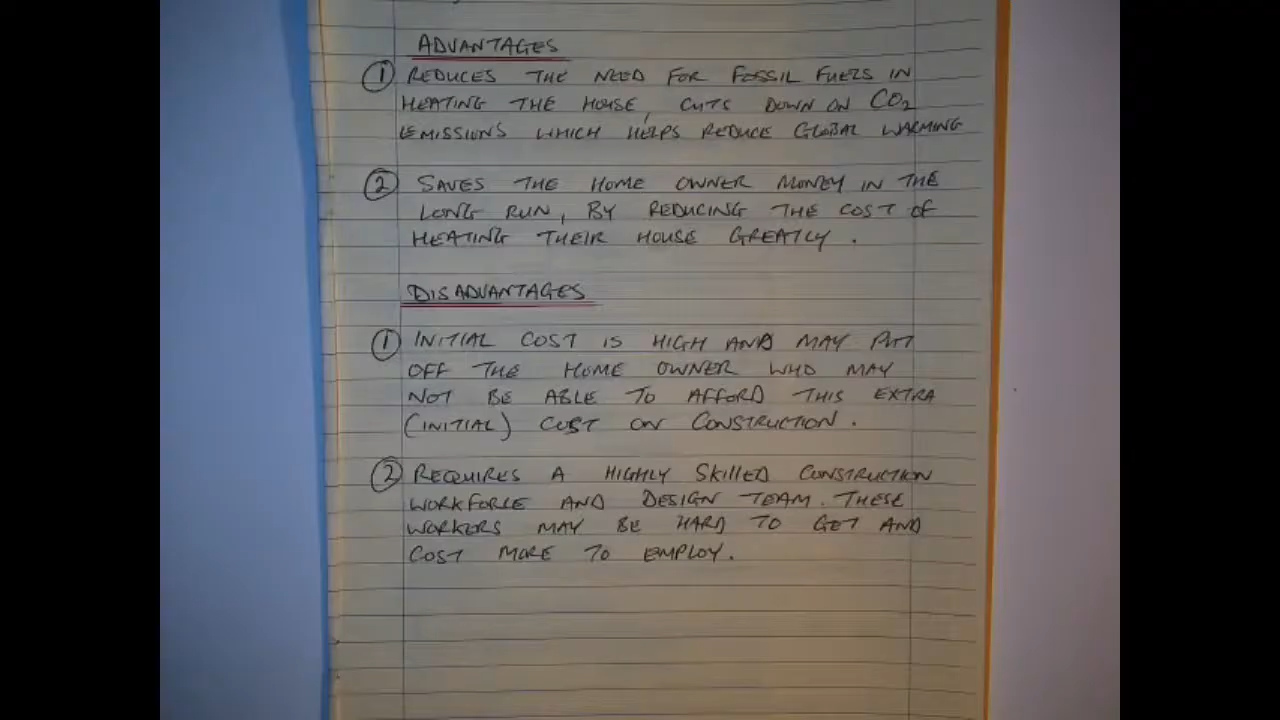 ADVANTAGES
① REDUCES THE NEED FOR FOSSIL FUELS IN
HEATING THE HOUSE, CUTS DOWN ON CO2
EMISSIONS WHICH HELPS REDUCE GLOBAL WARMING
② SAVES THE HOME OWNER MONEY IN THE
LONG RUN, BY REDUCING THE COST OF
HEATING THEIR HOUSE GREATLY.
DISADVANTAGES
① INITIAL COST IS HIGH AND MAY PUT
OFF THE HOME OWNER WHO MAY
NOT BE ABLE TO AFFORD THIS EXTRA
(INITIAL) COST ON CONSTRUCTION.
② REQUIRES A HIGHLY SKILLED CONSTRUCTION
WORKFORCE AND DESIGN TEAM. THESE
WORKERS MAY BE HARD TO GET AND
COST MORE TO EMPLOY.